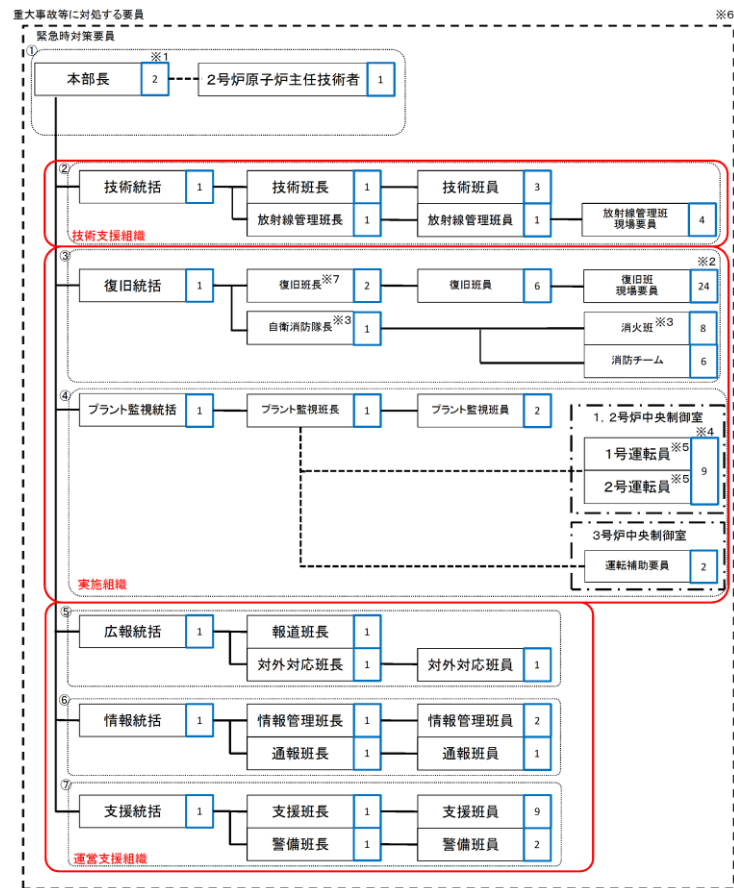 重大事故等に対処する要員
※6
緊急時対策要員
①
本部長 2 ※1
2号炉原子炉主任技術者 1
②
技術統括 1
技術班長 1
技術班員 3
放射線管理班長 1
放射線管理班員 1
放射線管理班
現場要員 4
技術支援組織
③
※2
復旧統括 1
復旧班長※7 2
復旧班員 6
復旧班
現場要員 24
自衛消防隊長※3 1
消火班※3 8
消防チーム 6
④
プラント監視統括 1
プラント監視班長 1
プラント監視班員 2
1,2号炉中央制御室
※4
1号運転員※5
9
2号運転員※5
3号炉中央制御室
運転補助要員 2
実施組織
⑤
広報統括 1
報道班長 1
対外対応班長 1
対外対応班員 1
⑥
情報統括 1
情報管理班長 1
情報管理班員 2
通報班長 1
通報班員 1
⑦
支援統括 1
支援班長 1
支援班員 9
警備班長 1
警備班員 2
運営支援組織